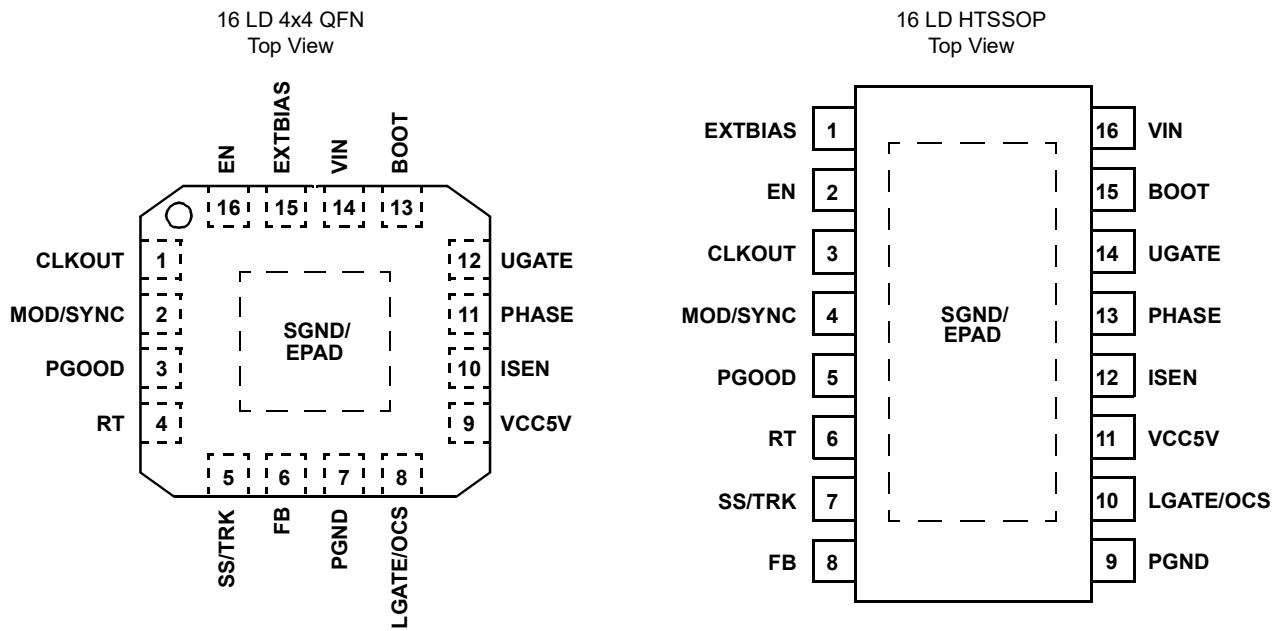 16 LD 4x4 QFN
Top View
EN
EXTBIAS
VIN
BOOT
16
15
14
13
CLKOUT 1
MOD/SYNC 2
PGOOD 3
RT 4
12 UGATE
11 PHASE
10 ISEN
9 VCC5V
SGND/
EPAD
5
6
7
8
SS/TRK
FB
PGND
LGATE/OCS
16 LD HTSSOP
Top View
EXTBIAS 1
EN 2
CLKOUT 3
MOD/SYNC 4
PGOOD 5
RT 6
SS/TRK 7
FB 8
SGND/
EPAD
16 VIN
15 BOOT
14 UGATE
13 PHASE
12 ISEN
11 VCC5V
10 LGATE/OCS
9 PGND